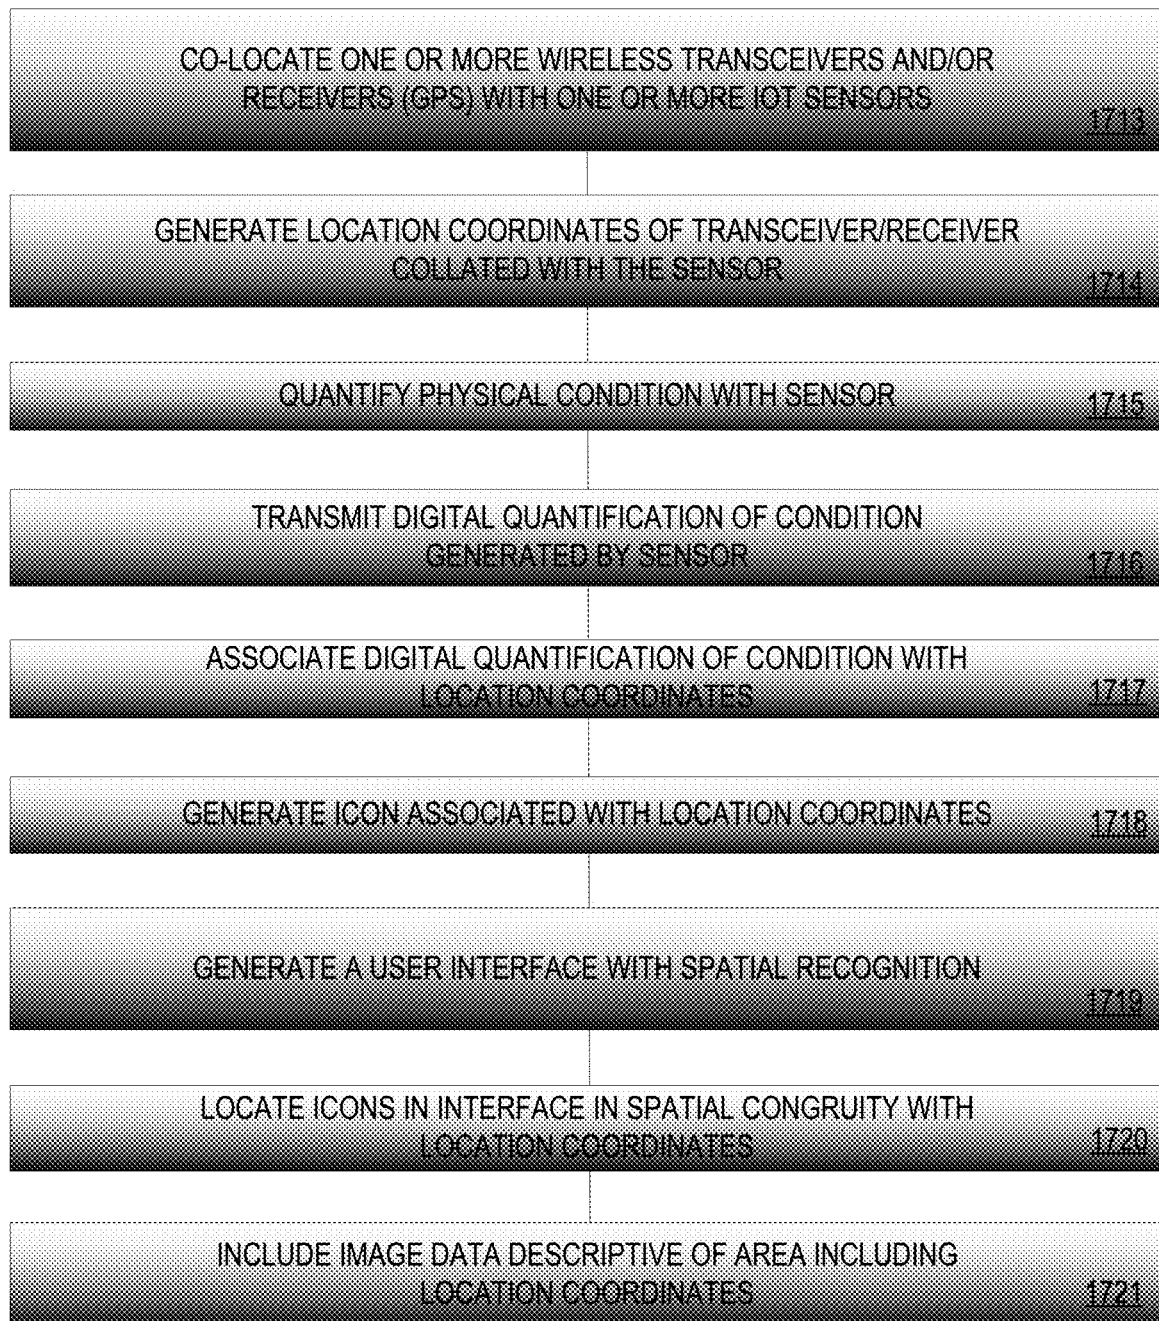 CO-LOCATE ONE OR MORE WIRELESS TRANSCEIVERS AND/OR
RECEIVERS (GPS) WITH ONE OR MORE IOT SENSORS
1713
GENERATE LOCATION COORDINATES OF TRANSCEIVER/RECEIVER
COLLATED WITH THE SENSOR
1714
QUANTIFY PHYSICAL CONDITION WITH SENSOR
1715
TRANSMIT DIGITAL QUANTIFICATION OF CONDITION
GENERATED BY SENSOR
1716
ASSOCIATE DIGITAL QUANTIFICATION OF CONDITION WITH
LOCATION COORDINATES
1717
GENERATE ICON ASSOCIATED WITH LOCATION COORDINATES
1718
GENERATE A USER INTERFACE WITH SPATIAL RECOGNITION
1719
LOCATE ICONS IN INTERFACE IN SPATIAL CONGRUITY WITH
LOCATION COORDINATES
1720
INCLUDE IMAGE DATA DESCRIPTIVE OF AREA INCLUDING
LOCATION COORDINATES
1721